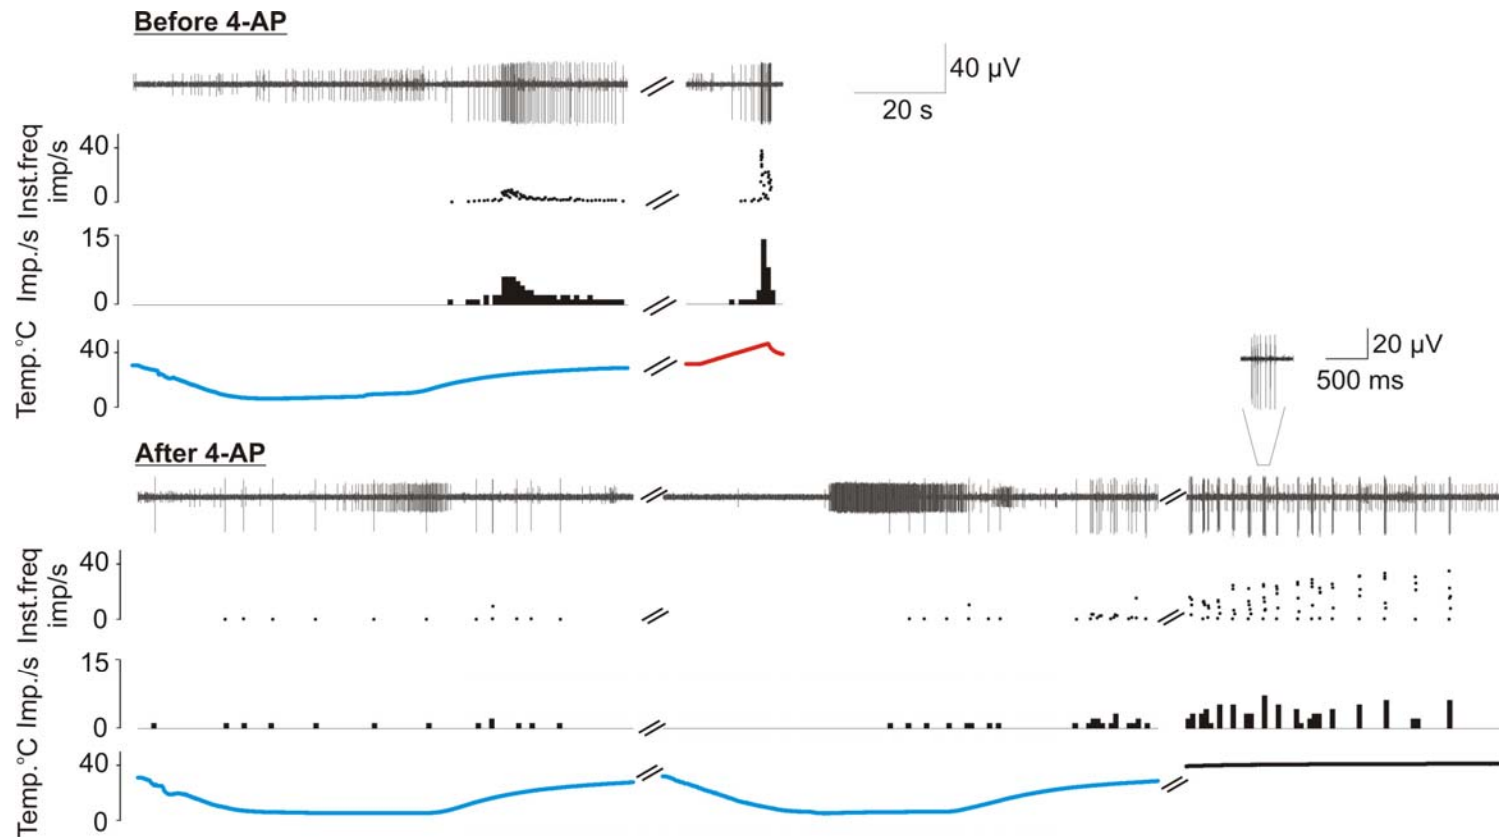 Before 4-AP
40 µV
20 s
Inst.freq
imp/s
40
0
Imp./s
15
0
Temp.°C
40
0
20 µV
500 ms
After 4-AP
Inst.freq
imp/s
40
0
Imp./s
15
0
Temp.°C
40
0